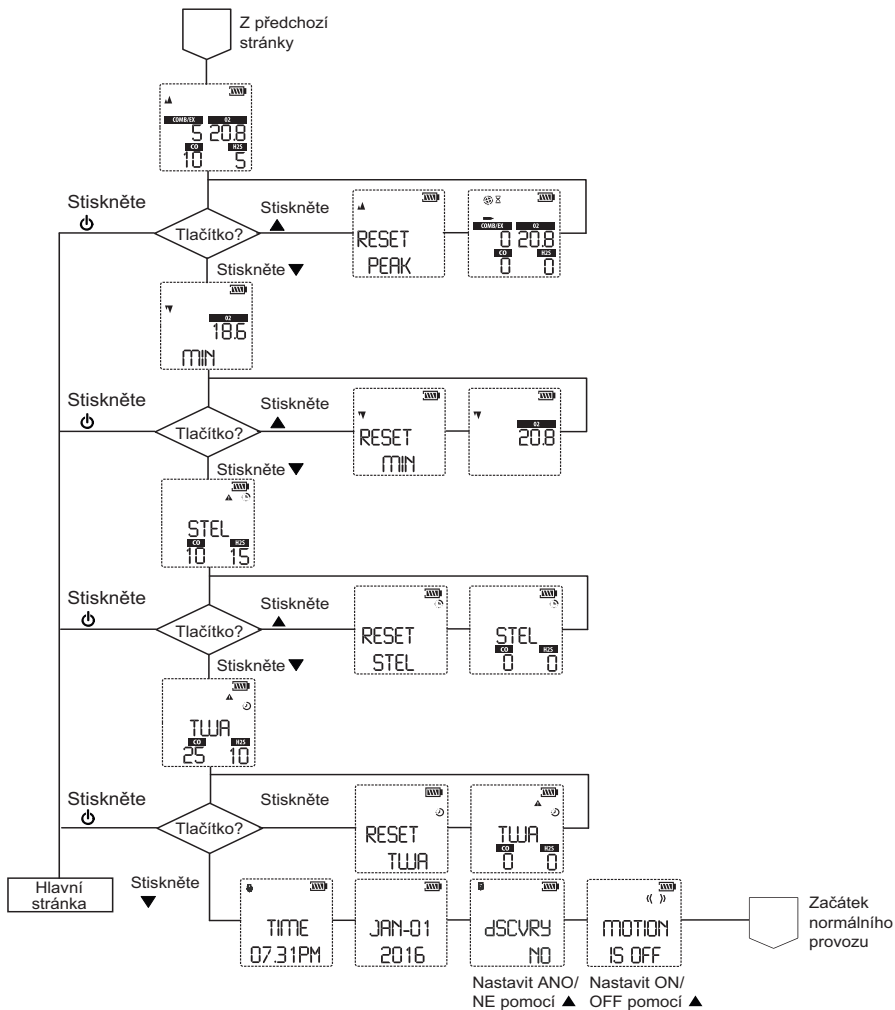 Z předchozí
stránky
COMB/EX O2
5 20.8
CO H2S
10 5
Stiskněte
Tlačítko?
Stiskněte
▲
RESET
PEAK
COMB/EX O2
0 20.8
CO H2S
0 0
Stiskněte ▼
O2
18.6
MIN
Stiskněte
Tlačítko?
Stiskněte
▲
RESET
MIN
O2
20.8
Stiskněte ▼
STEL
CO H2S
10 15
Stiskněte
Tlačítko?
Stiskněte
▲
RESET
STEL
STEL
CO H2S
0 0
Stiskněte ▼
TWA
CO H2S
25 10
Stiskněte
Tlačítko?
Stiskněte
RESET
TWA
TWA
CO H2S
0 0
Hlavní
stránka
Stiskněte
▼
TIME
07.31PM
JAN-01
2016
dSCVRY
NO
MOTION
IS OFF
Začátek
normálního
provozu
Nastavit ANO/
NE pomocí ▲
Nastavit ON/
OFF pomocí ▲